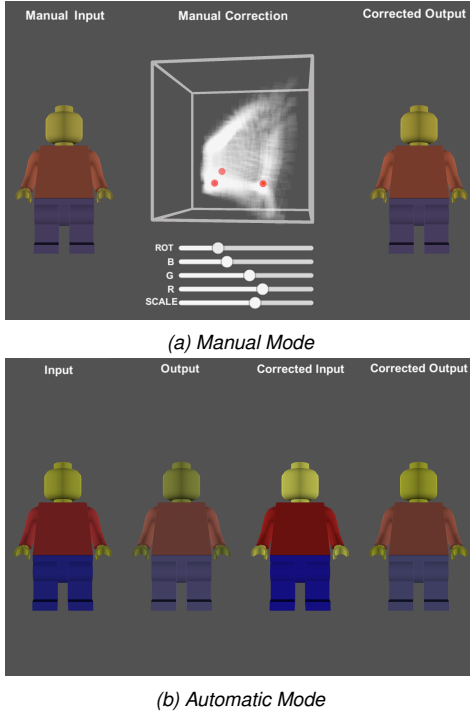 Manual Input Manual Correction Corrected Output
ROT
B
G
R
SCALE
(a) Manual Mode
Input Output Corrected Input Corrected Output
(b) Automatic Mode